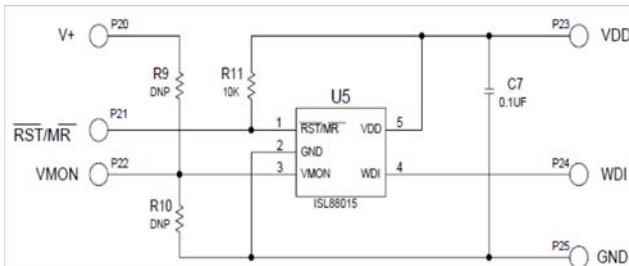 V+
P20
R9
DNP
R11
10K
P23
VDD
U5
C7
0.1UF
P21
RST/MR
1
RST/MR
VDD
5
2
GND
P22
VMON
3
VMON
WDI
4
P24
WDI
ISL88015
R10
DNP
P25
GND